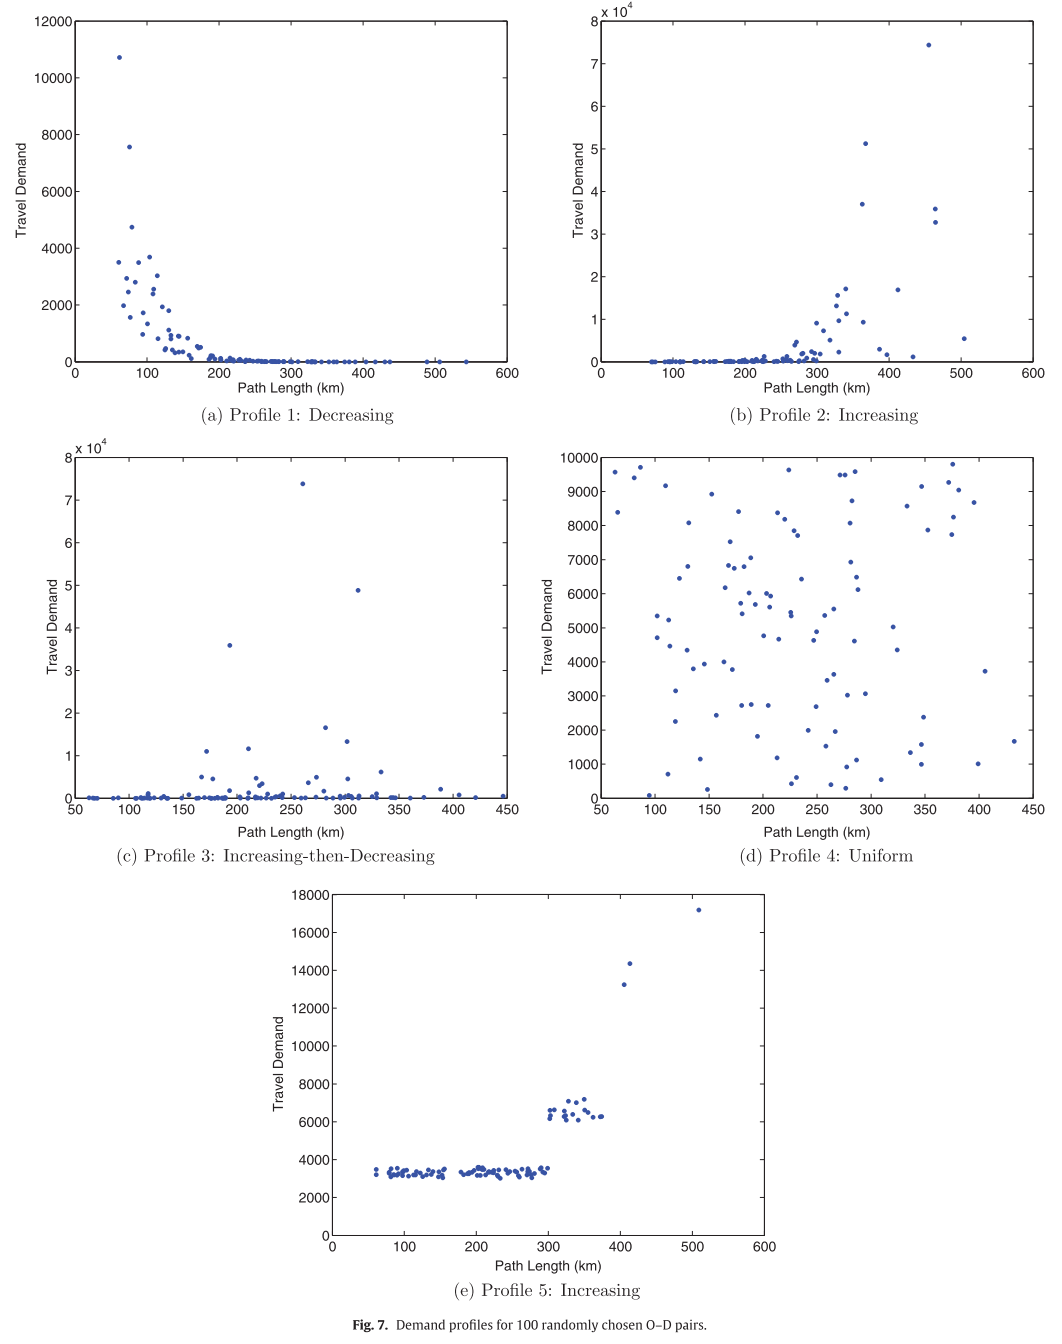 12000
10000
8000
6000
4000
2000
0
Travel Demand
0 100 200 300 400 500 600
Path Length (km)
(a) Profile 1: Decreasing
x 10^4
8
7
6
5
4
3
2
1
0
Travel Demand
0 100 200 300 400 500 600
Path Length (km)
(b) Profile 2: Increasing
x 10^4
8
7
6
5
4
3
2
1
0
Travel Demand
50 100 150 200 250 300 350 400 450
Path Length (km)
(c) Profile 3: Increasing-then-Decreasing
10000
9000
8000
7000
6000
5000
4000
3000
2000
1000
0
Travel Demand
50 100 150 200 250 300 350 400 450
Path Length (km)
(d) Profile 4: Uniform
18000
16000
14000
12000
10000
8000
6000
4000
2000
0
Travel Demand
0 100 200 300 400 500 600
Path Length (km)
(e) Profile 5: Increasing
Fig. 7. Demand profiles for 100 randomly chosen O–D pairs.